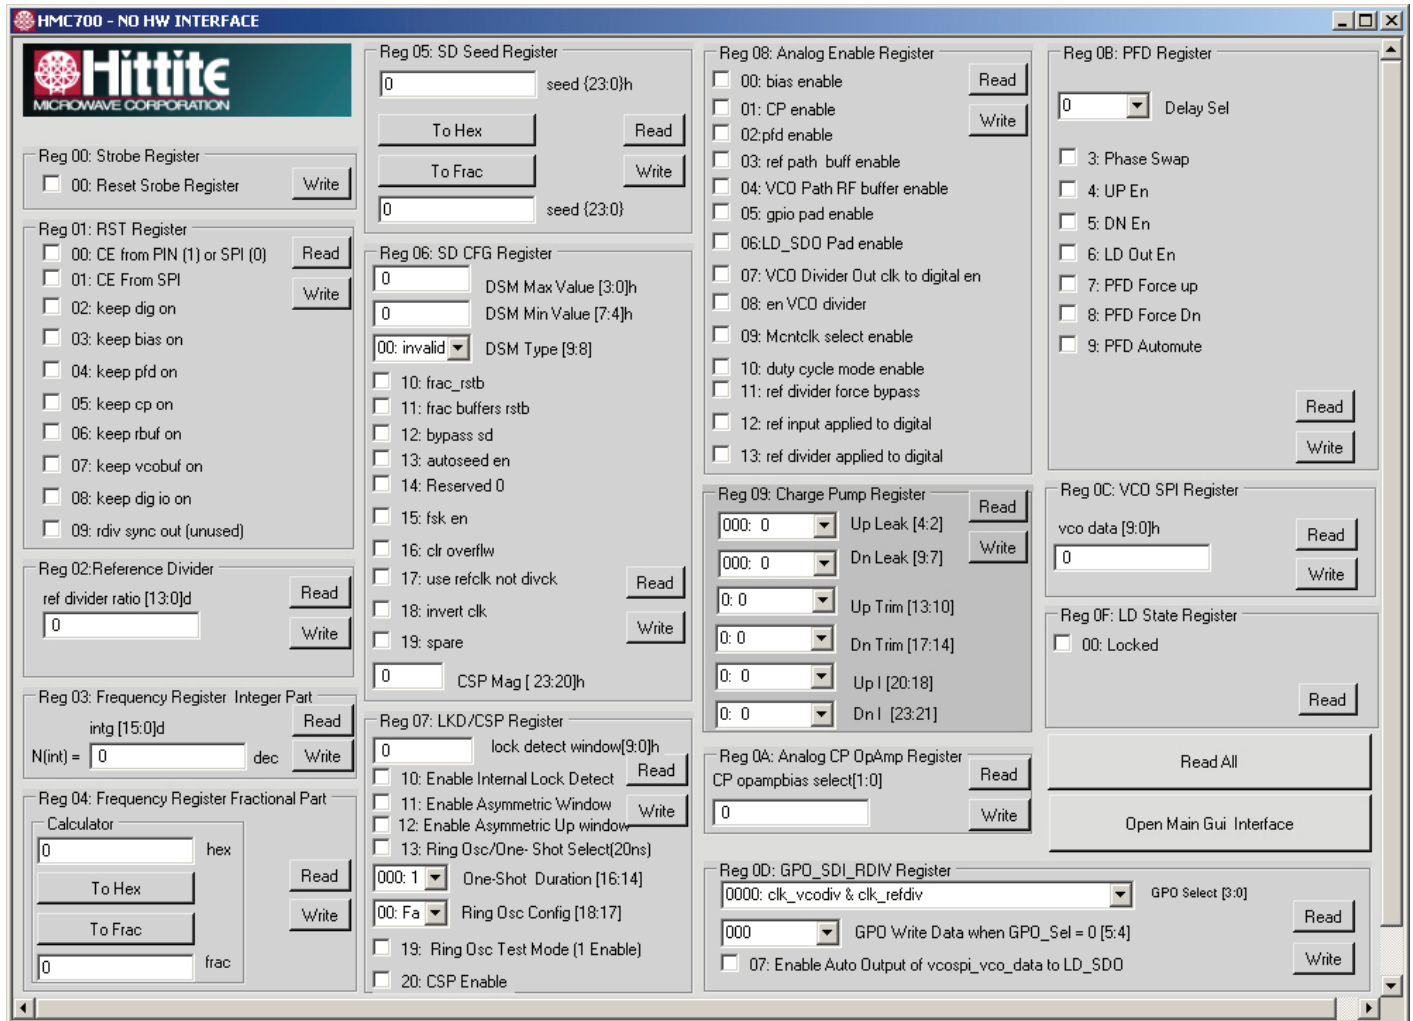 HMC700 - NO HW INTERFACE
Hittite
MICROWAVE CORPORATION
Reg 00: Strobe Register
00: Reset Srobe Register
Write
Reg 01: RST Register
00: CE from PIN (1) or SPI (0)
Read
01: CE From SPI
Write
02: keep dig on
03: keep bias on
04: keep pfd on
05: keep cp on
06: keep rbuf on
07: keep vcobuf on
08: keep dig io on
09: rdiv sync out (unused)
Reg 02:Reference Divider
ref divider ratio [13:0]d
Read
0
Write
Reg 03: Frequency Register Integer Part
intg [15:0]d
Read
N(int) = 0 dec
Write
Reg 04: Frequency Register Fractional Part
Calculator
0 hex
To Hex
Read
To Frac
Write
0 frac
Reg 05: SD Seed Register
0 seed {23:0}h
To Hex
Read
To Frac
Write
0 seed {23:0}
Reg 06: SD CFG Register
0 DSM Max Value [3:0]h
0 DSM Min Value [7:4]h
00: invalid DSM Type [9:8]
10: frac_rstb
11: frac buffers rstb
12: bypass sd
13: autoseed en
14: Reserved 0
15: fsk en
16: clr overflw
17: use refclk not divck
Read
18: invert clk
Write
19: spare
0 CSP Mag [ 23:20]h
Reg 07: LKD/CSP Register
0 lock detect window[9:0]h
10: Enable Internal Lock Detect
Read
11: Enable Asymmetric Window
Write
12: Enable Asymmetric Up window
13: Ring Osc/One- Shot Select(20ns)
000: 1 One-Shot Duration [16:14]
00: Fa Ring Osc Config [18:17]
19: Ring Osc Test Mode (1 Enable)
20: CSP Enable
Reg 08: Analog Enable Register
00: bias enable
Read
01: CP enable
Write
02:pfd enable
03: ref path buff enable
04: VCO Path RF buffer enable
05: gpio pad enable
06:LD_SDO Pad enable
07: VCO Divider Out clk to digital en
08: en VCO divider
09: Mcntclk select enable
10: duty cycle mode enable
11: ref divider force bypass
12: ref input applied to digital
13: ref divider applied to digital
Reg 09: Charge Pump Register
Read
000: 0 Up Leak [4:2]
Write
000: 0 Dn Leak [9:7]
0: 0 Up Trim [13:10]
0: 0 Dn Trim [17:14]
0: 0 Up I [20:18]
0: 0 Dn I [23:21]
Reg 0A: Analog CP OpAmp Register
CP opampbias select[1:0]
Read
0
Write
Reg 0B: PFD Register
0 Delay Sel
3: Phase Swap
4: UP En
5: DN En
6: LD Out En
7: PFD Force up
8: PFD Force Dn
9: PFD Automute
Read
Write
Reg 0C: VCO SPI Register
vco data [9:0]h
Read
0
Write
Reg 0F: LD State Register
00: Locked
Read
Read All
Open Main Gui Interface
Reg 0D: GPO_SDI_RDIV Register
0000: clk_vcodiv & clk_refdiv GPO Select [3:0]
Read
000 GPO Write Data when GPO_Sel = 0 [5:4]
Write
07: Enable Auto Output of vcospi_vco_data to LD_SDO